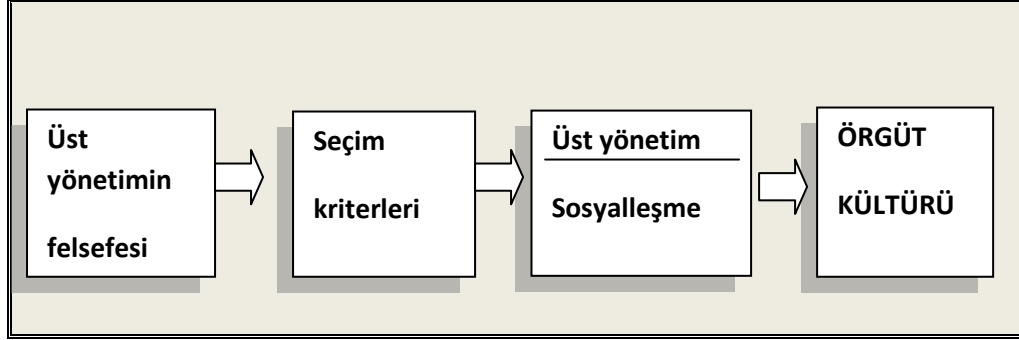 Üst
yönetimin
felsefesi
Seçim
kriterleri
Üst yönetim
Sosyalleşme
ÖRGÜT
KÜLTÜRÜ